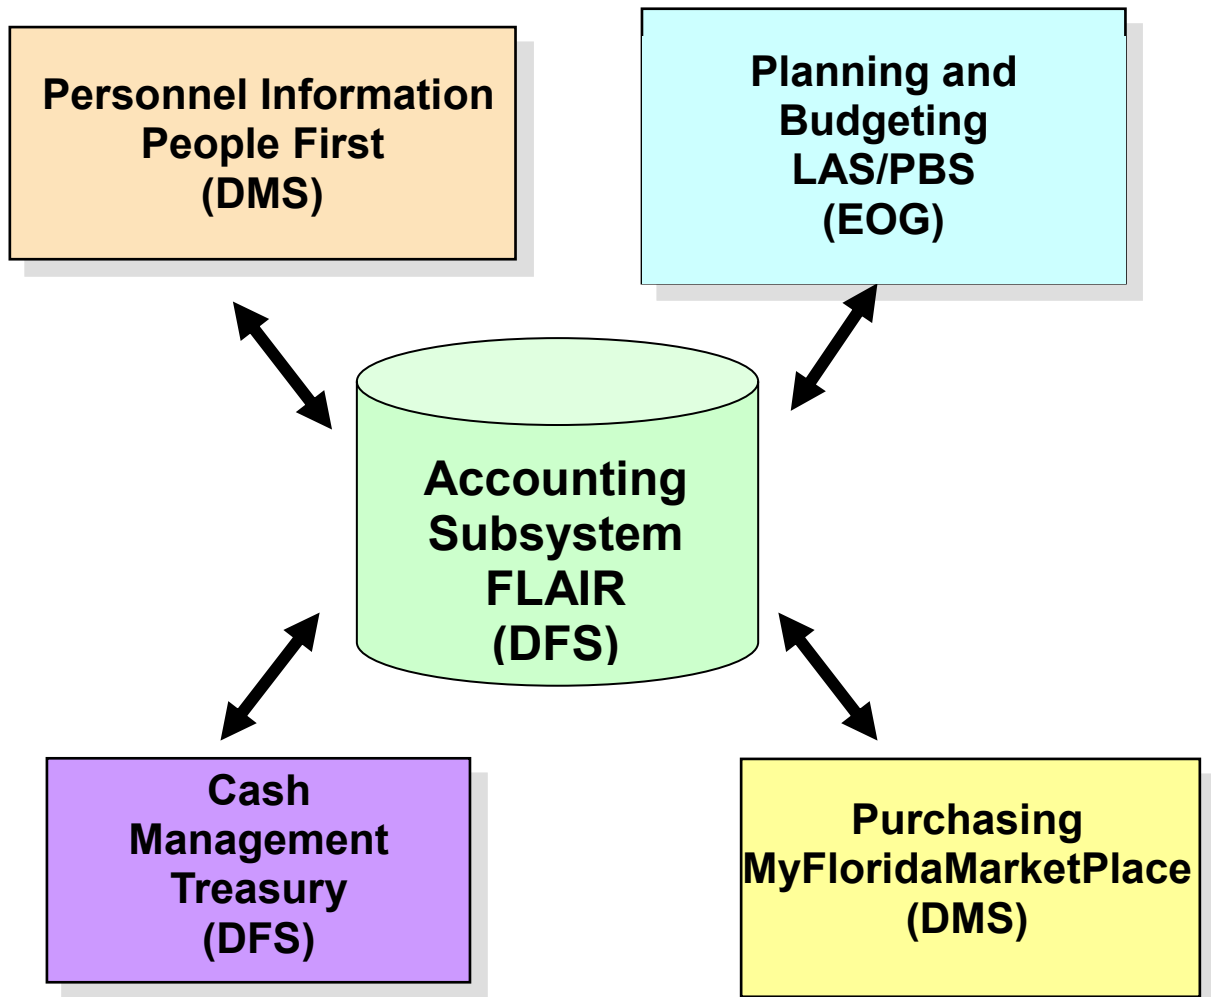 Personnel Information
People First
(DMS)
Planning and
Budgeting
LAS/PBS
(EOG)
Accounting
Subsystem
FLAIR
(DFS)
Cash
Management
Treasury
(DFS)
Purchasing
MyFloridaMarketPlace
(DMS)